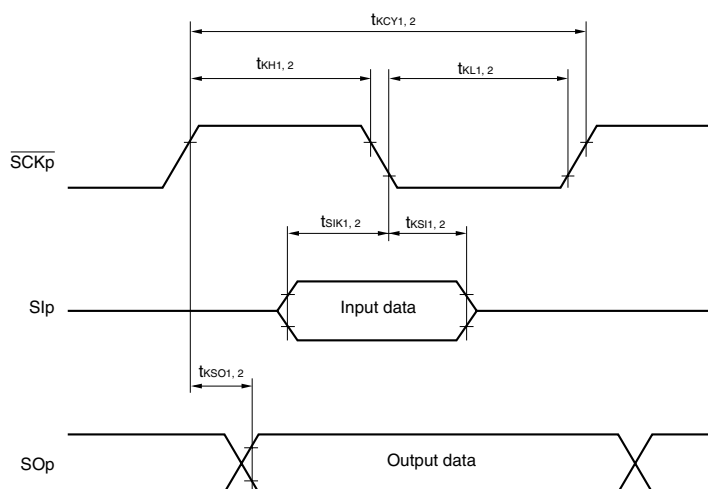 tKCY1, 2
tKH1, 2
tKL1, 2
SCKp
tSIK1, 2
tKSI1, 2
SIp
Input data
tKSO1, 2
SOp
Output data